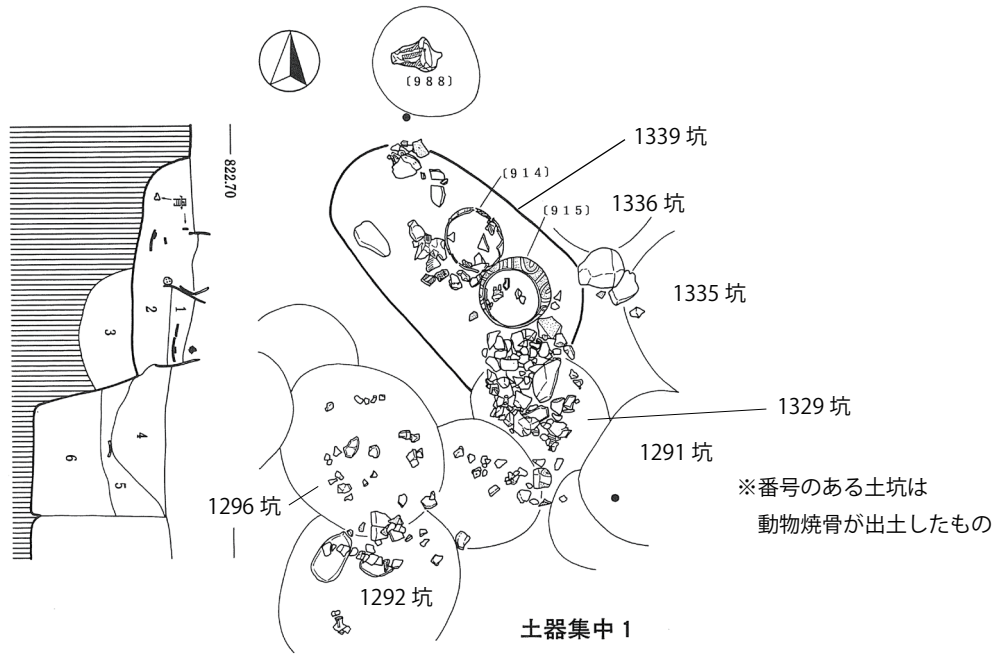 〔988〕
1339 坑
〔914〕
〔915〕
1336 坑
1335 坑
822.70
1
2
3
4
5
6
1329 坑
1291 坑
1296 坑
※番号のある土坑は
動物焼骨が出土したもの
1292 坑
土器集中 1